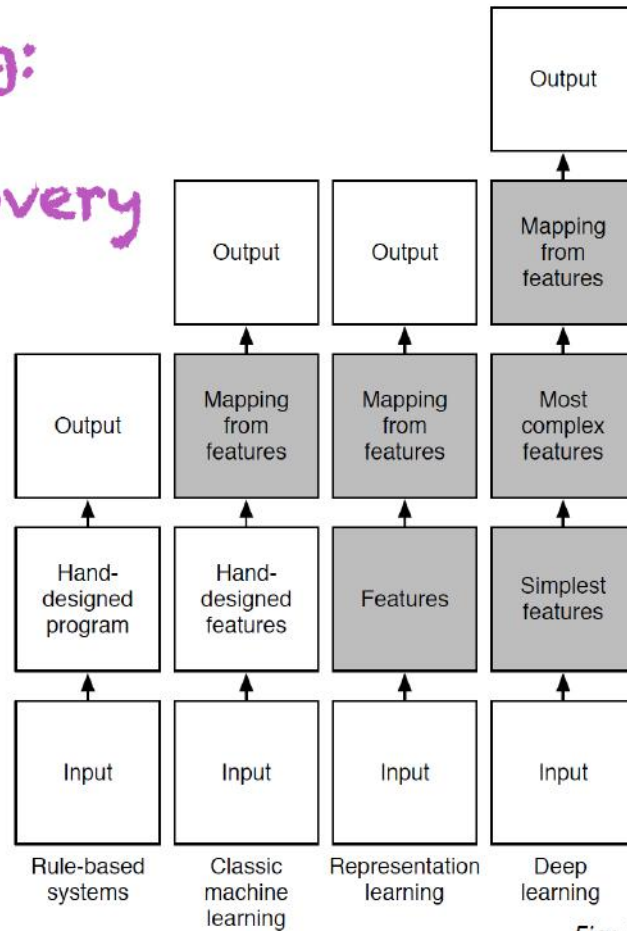 g:
overy
Output
Hand-
designed
program
Input
Rule-based
systems
Output
Mapping
from
features
Hand-
designed
features
Input
Classic
machine
learning
Output
Mapping
from
features
Features
Input
Representation
learning
Output
Mapping
from
features
Most
complex
features
Simplest
features
Input
Deep
learning